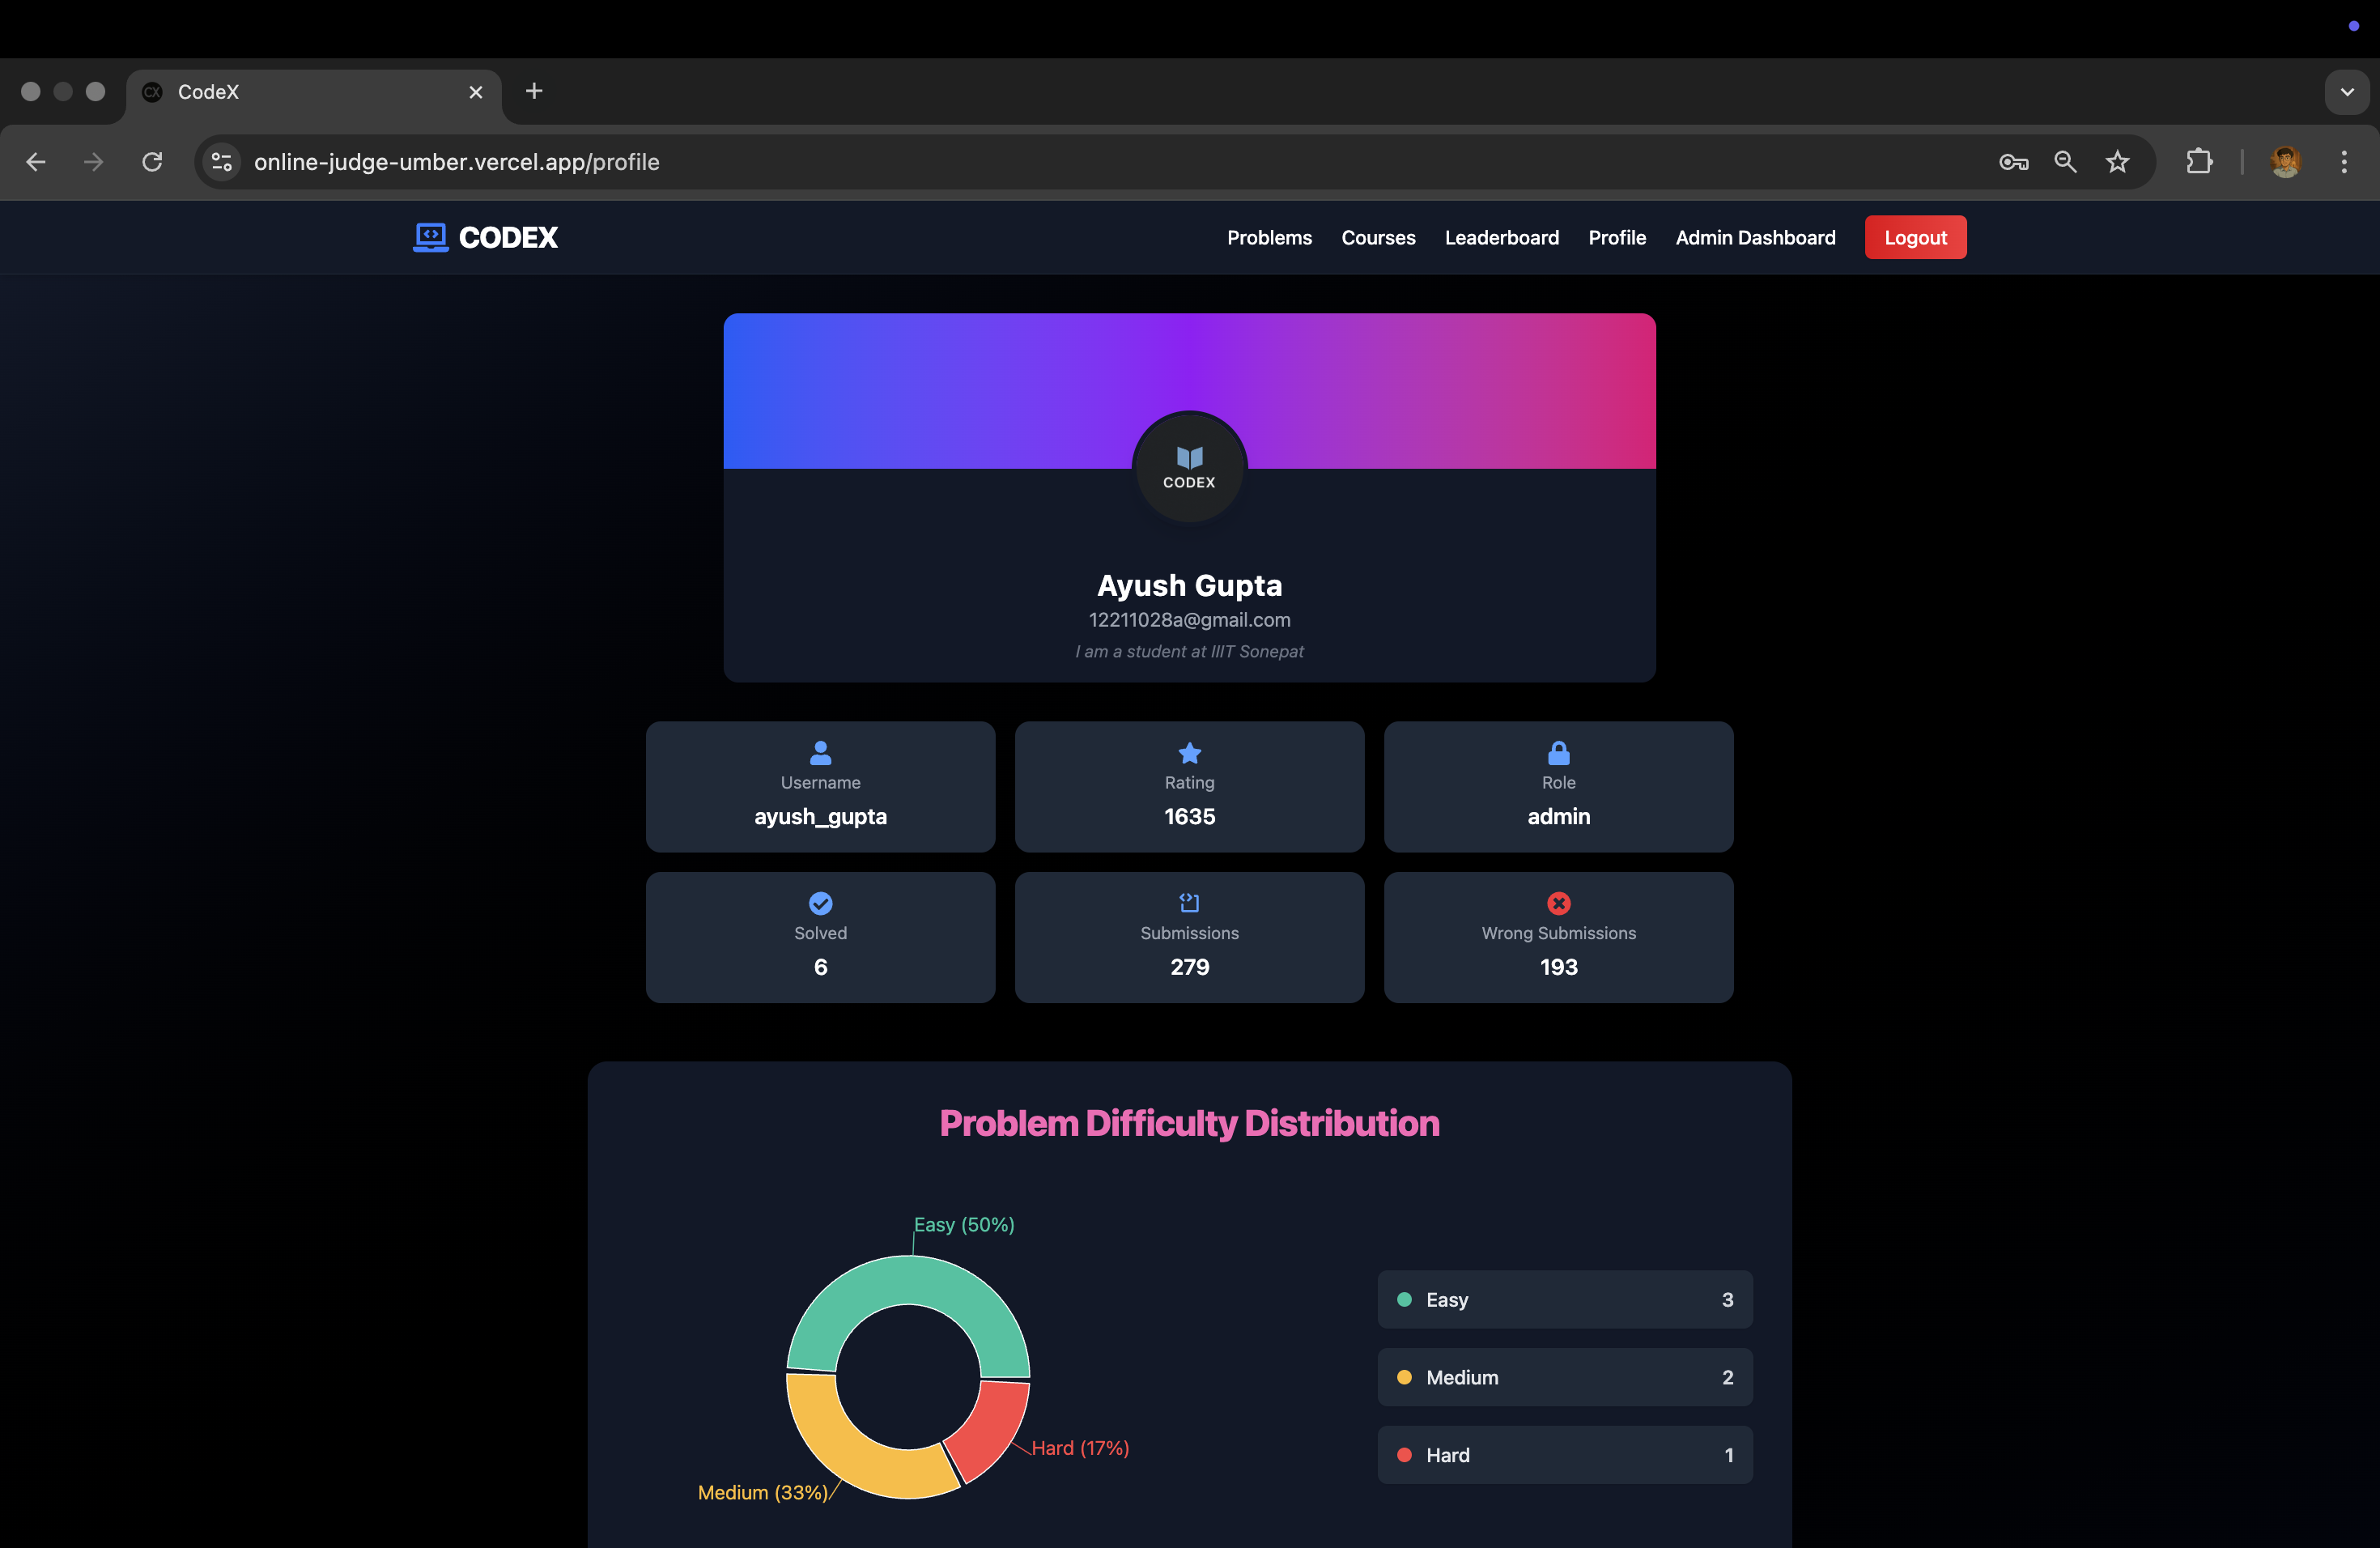 CodeX
online-judge-umber.vercel.app/profile
CODEX
Problems Courses Leaderboard Profile Admin Dashboard Logout
CODEX
Ayush Gupta
12211028a@gmail.com
I am a student at IIIT Sonepat
Username Rating Role
ayush_gupta 1635 admin
Solved Submissions Wrong Submissions
6 279 193
Problem Difficulty Distribution
Easy (50%)
Easy 3
Medium 2
Hard (17%)
Hard 1
Medium (33%)